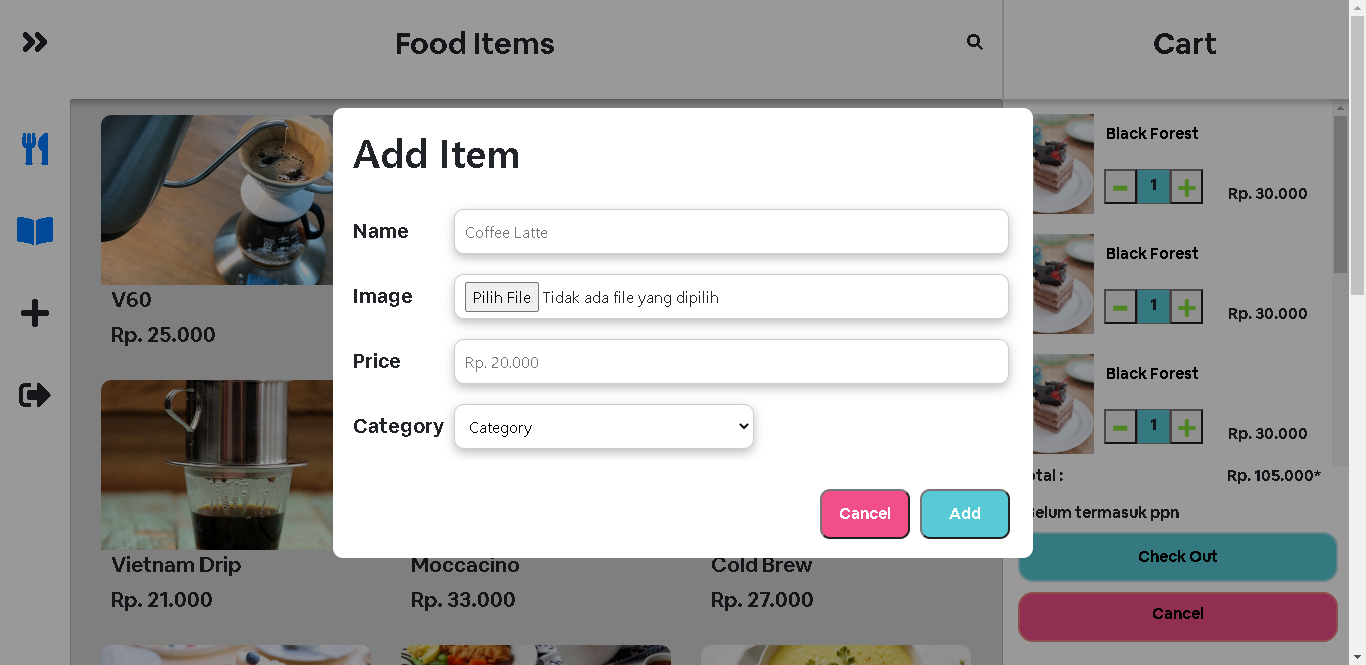 Food Items
Cart
V60
Rp. 25.000
Vietnam Drip
Rp. 21.000
Moccacino
Rp. 33.000
Cold Brew
Rp. 27.000
Add Item
Name
Coffee Latte
Image
Pilih File Tidak ada file yang dipilih
Price
Rp. 20.000
Category
Category
Cancel
Add
Black Forest
1
Rp. 30.000
Black Forest
1
Rp. 30.000
Black Forest
1
Rp. 30.000
otal :
Rp. 105.000*
elum termasuk ppn
Check Out
Cancel